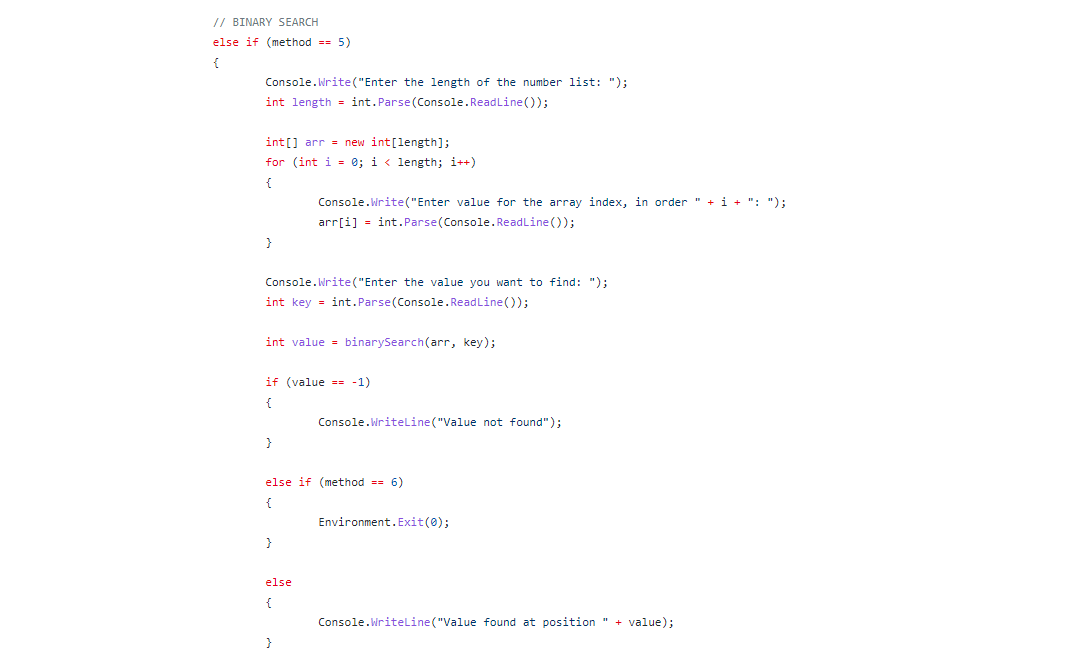 // BINARY SEARCH
else if (method == 5)
{
Console.Write("Enter the length of the number list: ");
int length = int.Parse(Console.ReadLine());
int[] arr = new int[length];
for (int i = 0; i < length; i++)
{
Console.Write("Enter value for the array index, in order " + i + ": ");
arr[i] = int.Parse(Console.ReadLine());
}
Console.Write("Enter the value you want to find: ");
int key = int.Parse(Console.ReadLine());
int value = binarySearch(arr, key);
if (value == -1)
{
Console.WriteLine("Value not found");
}
else if (method == 6)
{
Environment.Exit(0);
}
else
{
Console.WriteLine("Value found at position " + value);
}